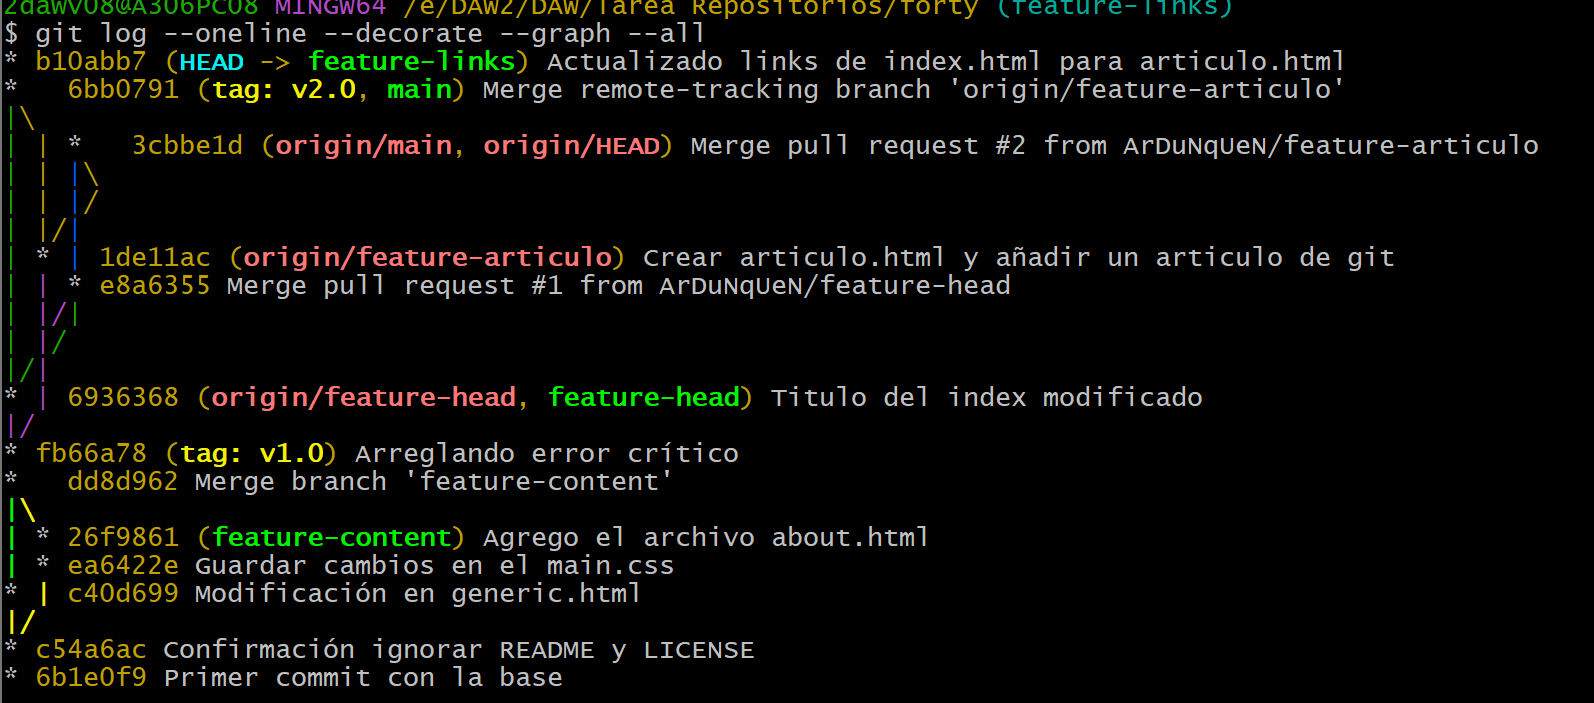 2daWV08@A306PC08 MINGW64 /e/DAW2/DAW/Tarea Repositorios/forty (feature-links)
$ git log --oneline --decorate --graph --all
* b10abb7 (HEAD -> feature-links) Actualizado links de index.html para articulo.html
*   6bb0791 (tag: v2.0, main) Merge remote-tracking branch 'origin/feature-articulo'
|\
| | *   3cbbe1d (origin/main, origin/HEAD) Merge pull request #2 from ArDuNqUeN/feature-articulo
| | |\
| | |/
| |/|
| * | 1de11ac (origin/feature-articulo) Crear articulo.html y añadir un articulo de git
| | * e8a6355 Merge pull request #1 from ArDuNqUeN/feature-head
| |/|
| |/
|/|
* | 6936368 (origin/feature-head, feature-head) Titulo del index modificado
|/
* fb66a78 (tag: v1.0) Arreglando error crítico
*   dd8d962 Merge branch 'feature-content'
|\
| * 26f9861 (feature-content) Agrego el archivo about.html
| * ea6422e Guardar cambios en el main.css
* | c40d699 Modificación en generic.html
|/
* c54a6ac Confirmación ignorar README y LICENSE
* 6b1e0f9 Primer commit con la base